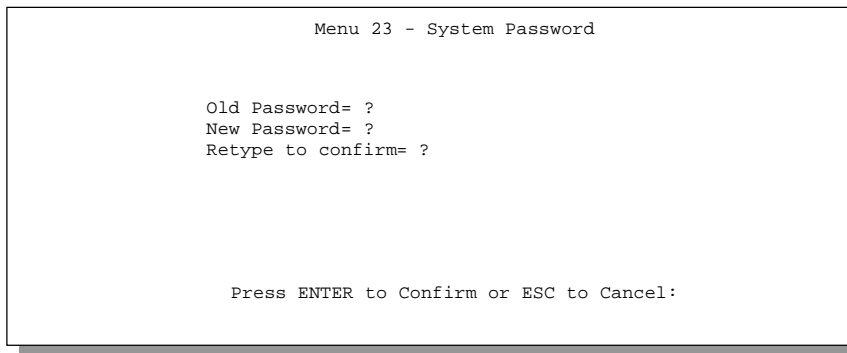 Menu 23 - System Password
Old Password= ?
New Password= ?
Retype to confirm= ?
Press ENTER to Confirm or ESC to Cancel: